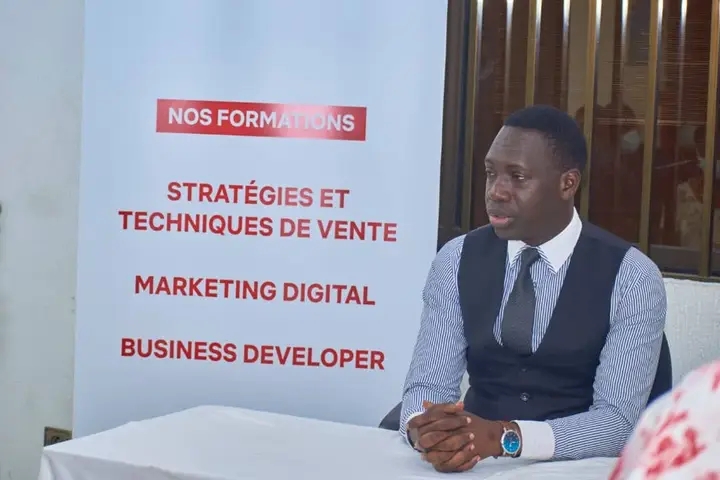 NOS FORMATIONS
STRATÉGIES ET
TECHNIQUES DE VENTE
MARKETING DIGITAL
BUSINESS DEVELOPER